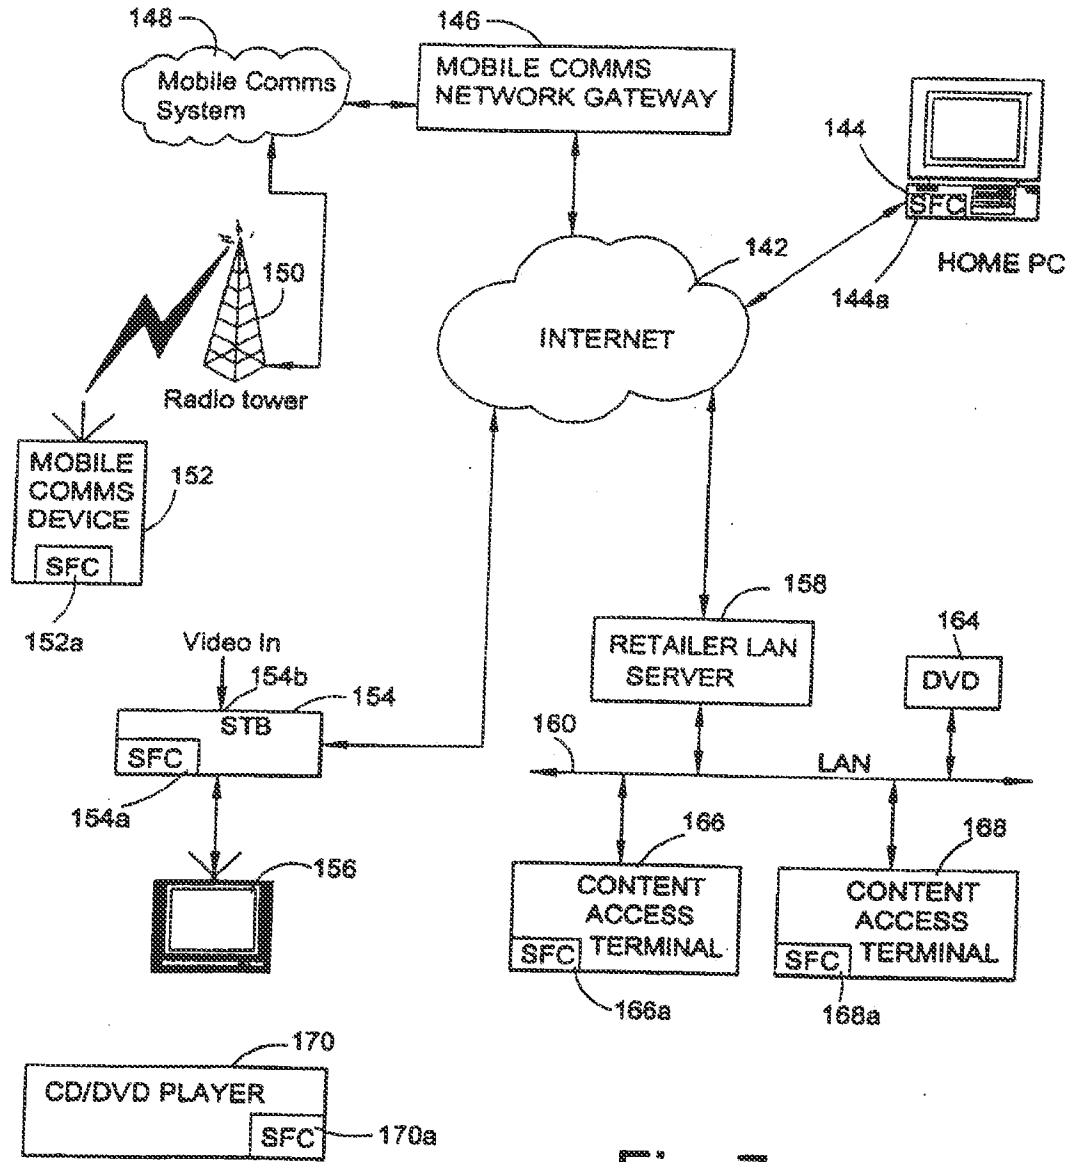 148
146
Mobile Comms
System
MOBILE COMMS
NETWORK GATEWAY
144
SFC
HOME PC
144a
142
INTERNET
150
Radio tower
MOBILE
COMMS
DEVICE
SFC
152
152a
Video In
154b
154
STB
SFC
154a
156
158
RETAILER LAN
SERVER
164
DVD
160
LAN
166
CONTENT
ACCESS
TERMINAL
SFC
166a
168
CONTENT
ACCESS
TERMINAL
SFC
168a
170
CD/DVD PLAYER
SFC
170a